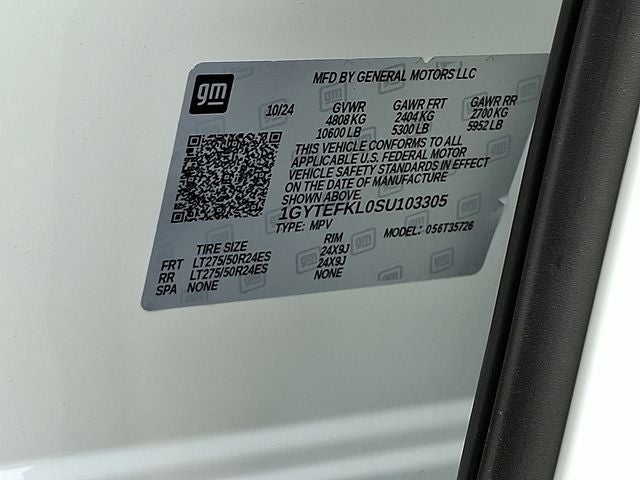 gm
MFD BY GENERAL MOTORS LLC
10/24 GVWR GAWR FRT GAWR RR
4808 KG 2404 KG 2700 KG
10600 LB 5300 LB 5952 LB
THIS VEHICLE CONFORMS TO ALL
APPLICABLE U.S. FEDERAL MOTOR
VEHICLE SAFETY STANDARDS IN EFFECT
ON THE DATE OF MANUFACTURE
SHOWN ABOVE.
1GYTEFKL0SU103305
TYPE: MPV MODEL: 056T35726
TIRE SIZE RIM
FRT LT275/50R24ES 24X9J
RR LT275/50R24ES 24X9J
SPA NONE NONE